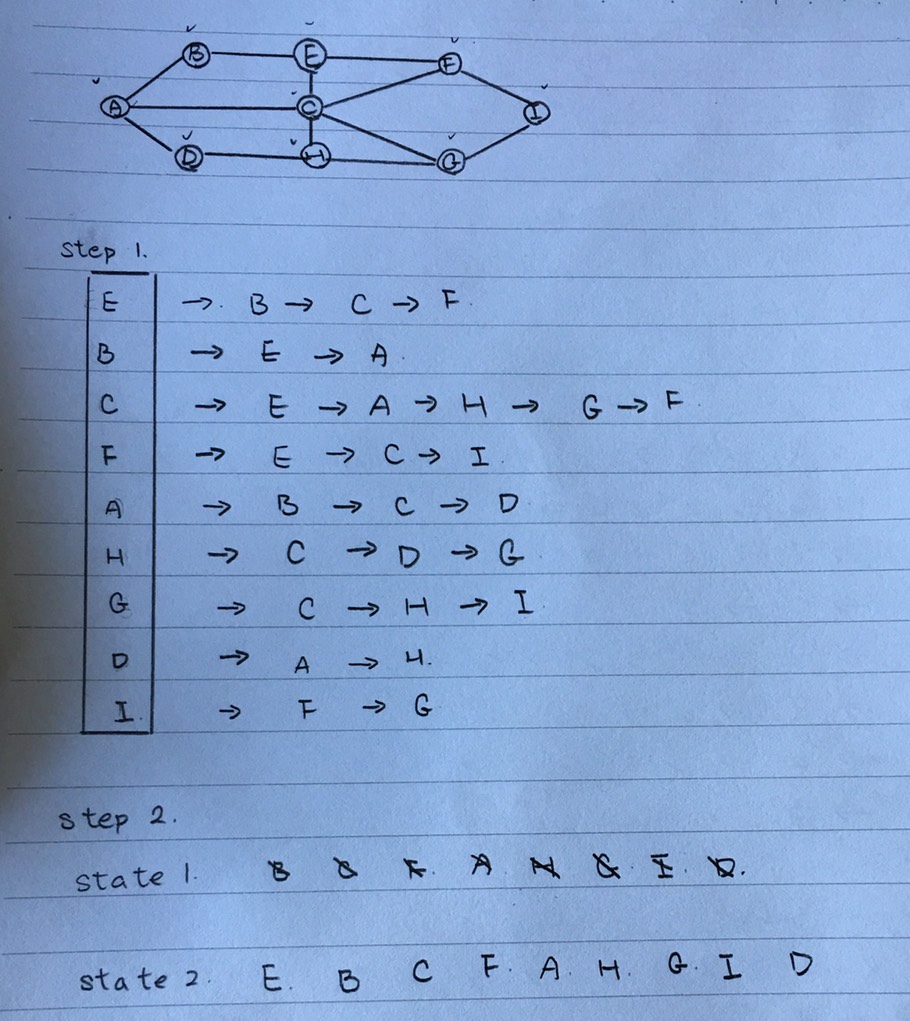 B E F
A C I
D H G
step 1.
E →. B → C → F.
B → E → A.
C → E → A → H → G → F.
F → E → C → I.
A → B → C → D
H → C → D → G
G → C → H → I.
D → A → H.
I. → F → G
step 2.
state 1. B C F. A H G I. D.
state 2. E. B C F. A. H. G. I D